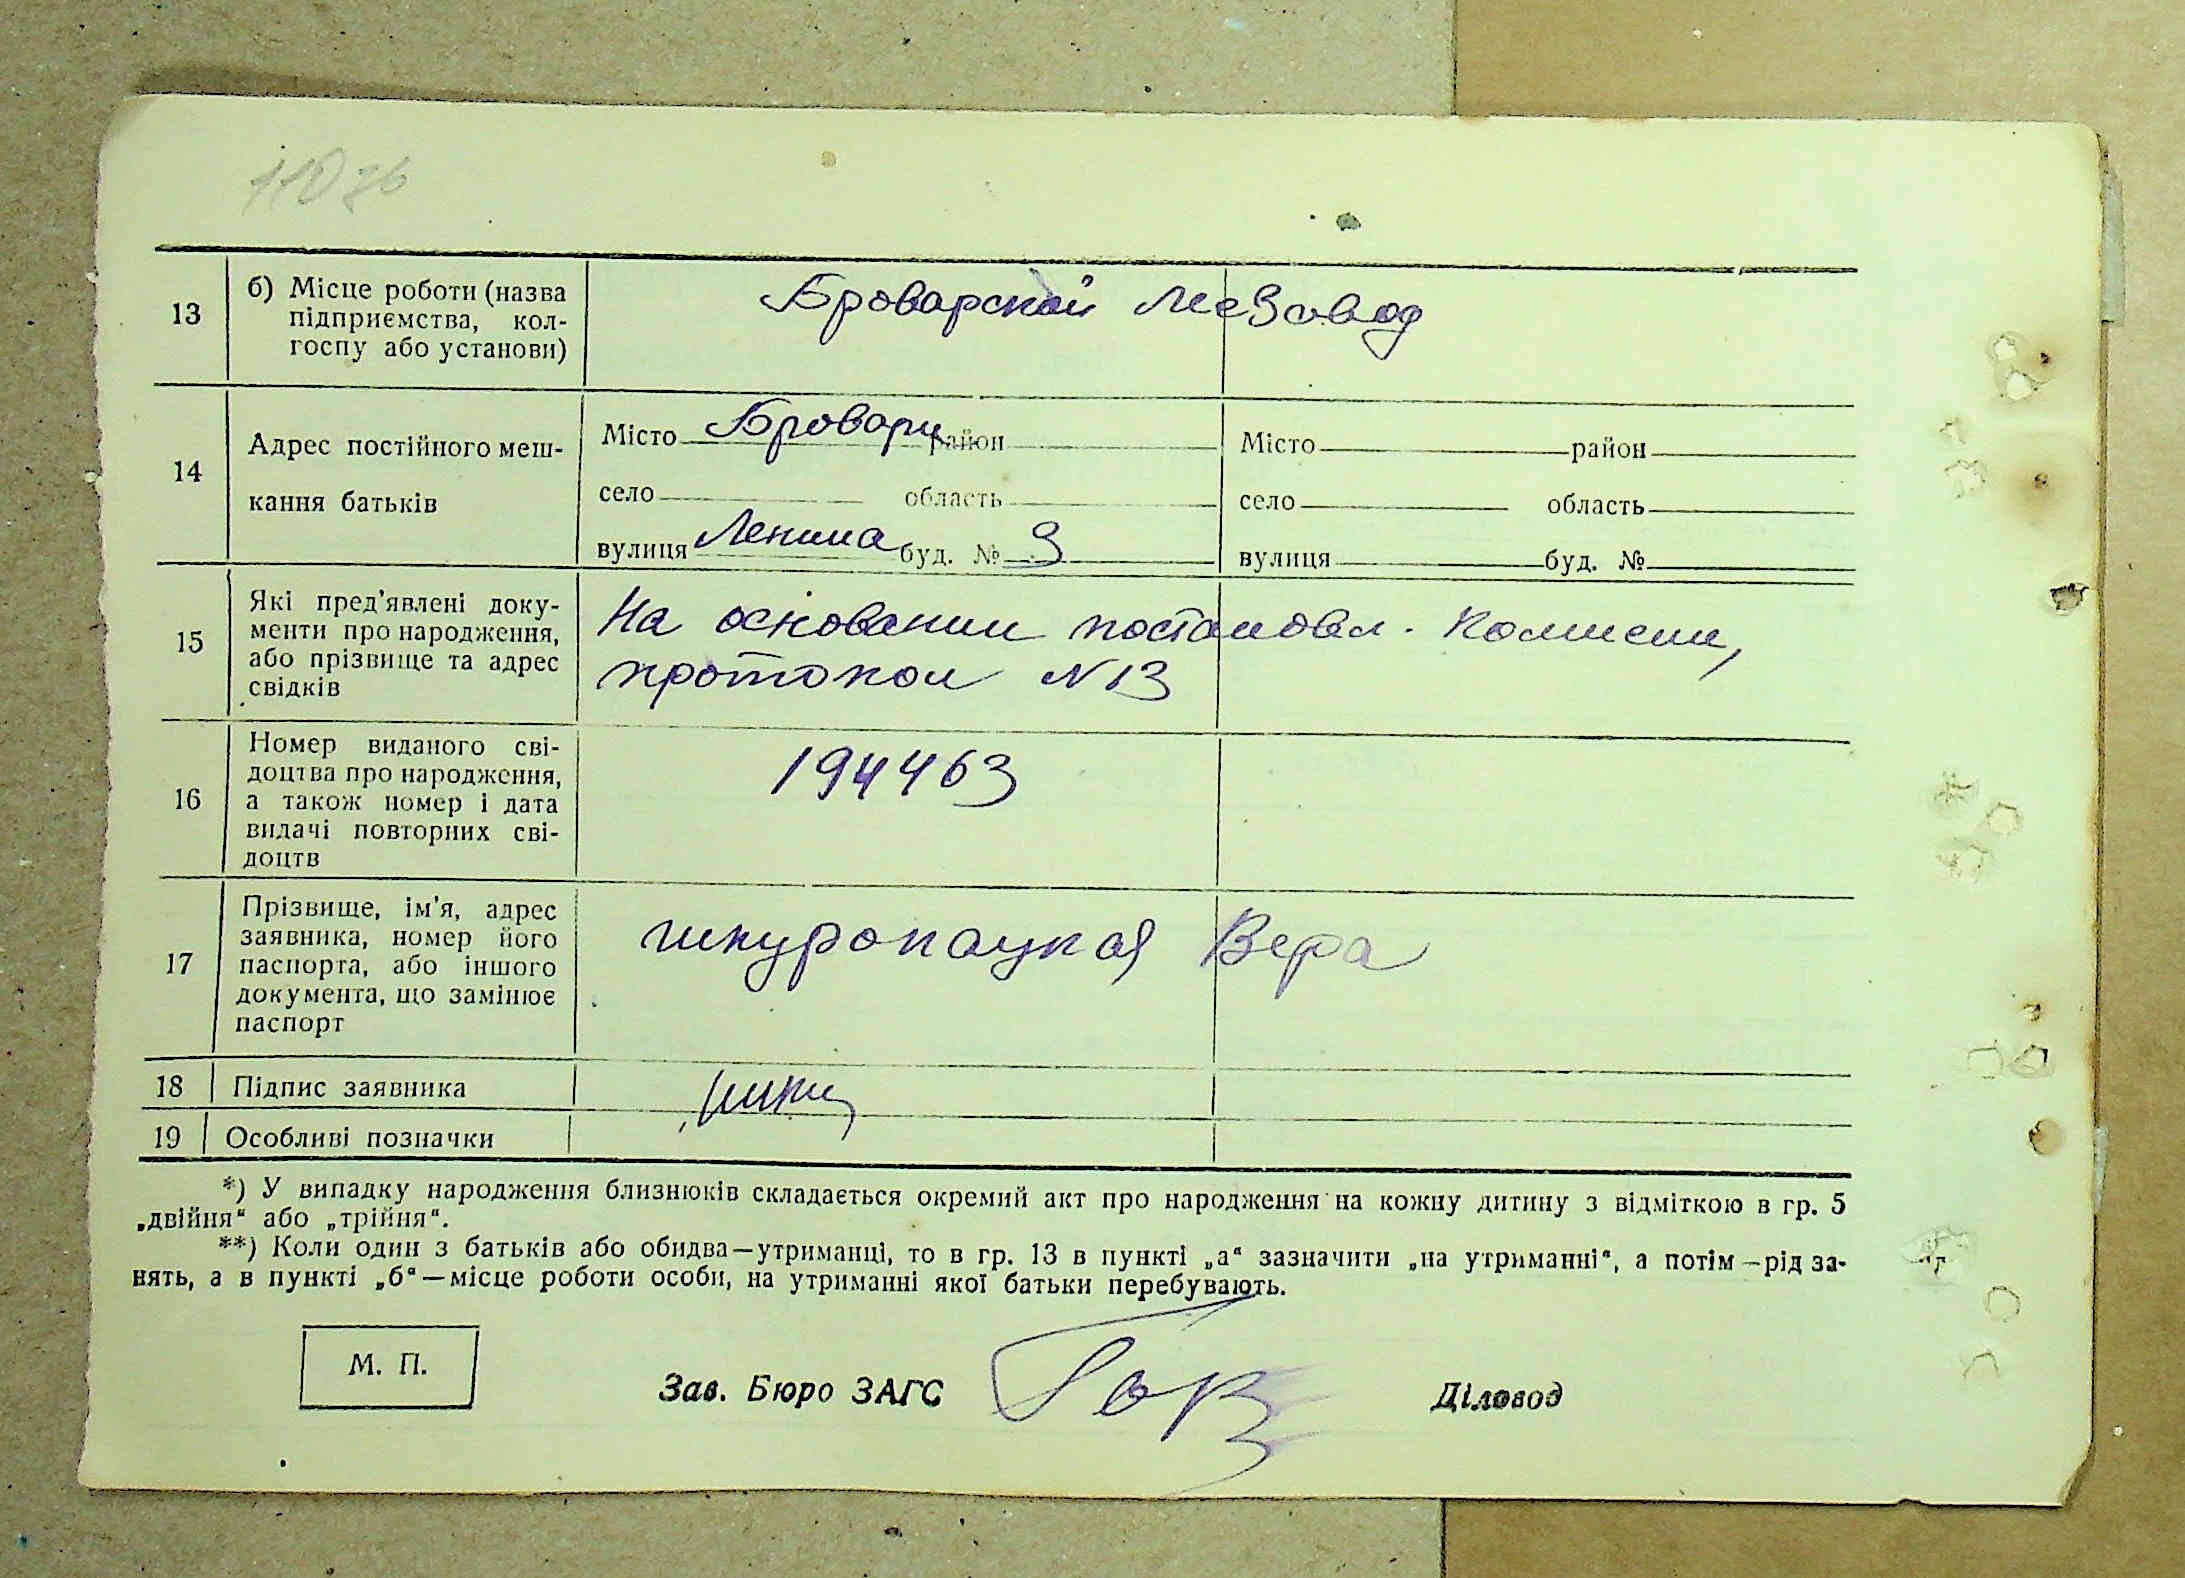 13
б) Місце роботи (назва
підприємства, кол-
госпу або установи)
Броварской
14
Адрес постійного меш-
кання батьків
Місто Бровары район
Місто район
село область
село область
вулиця Ленина буд. № 9
вулиця буд. №
15
Які пред'явлені доку-
менти про народження,
або прізвище та адрес
свідків
На основании постановл. Комисии,
протокол N 13
16
Номер виданого сві-
доцтва про народження,
а також номер і дата
видачі повторних сві-
доцтв
194463
17
Прізвище, ім'я, адрес
заявника, номер його
паспорта, або іншого
документа, що замінює
паспорт
Шкуропацкая Вера
18 Підпис заявника
19 Особливі позначки
*) У випадку народження близнюків складається окремий акт про народження на кожну дитину з відміткою в гр. 5
„двійня“ або „трійня“.
**) Коли один з батьків або обидва—утриманці, то в гр. 13 в пункті „а“ зазначити „на утриманні“, а потім—рід за-
нять, а в пункті „б“—місце роботи особи, на утриманні якої батьки перебувають.
М. П.
Зав. Бюро ЗАГС
Діловод